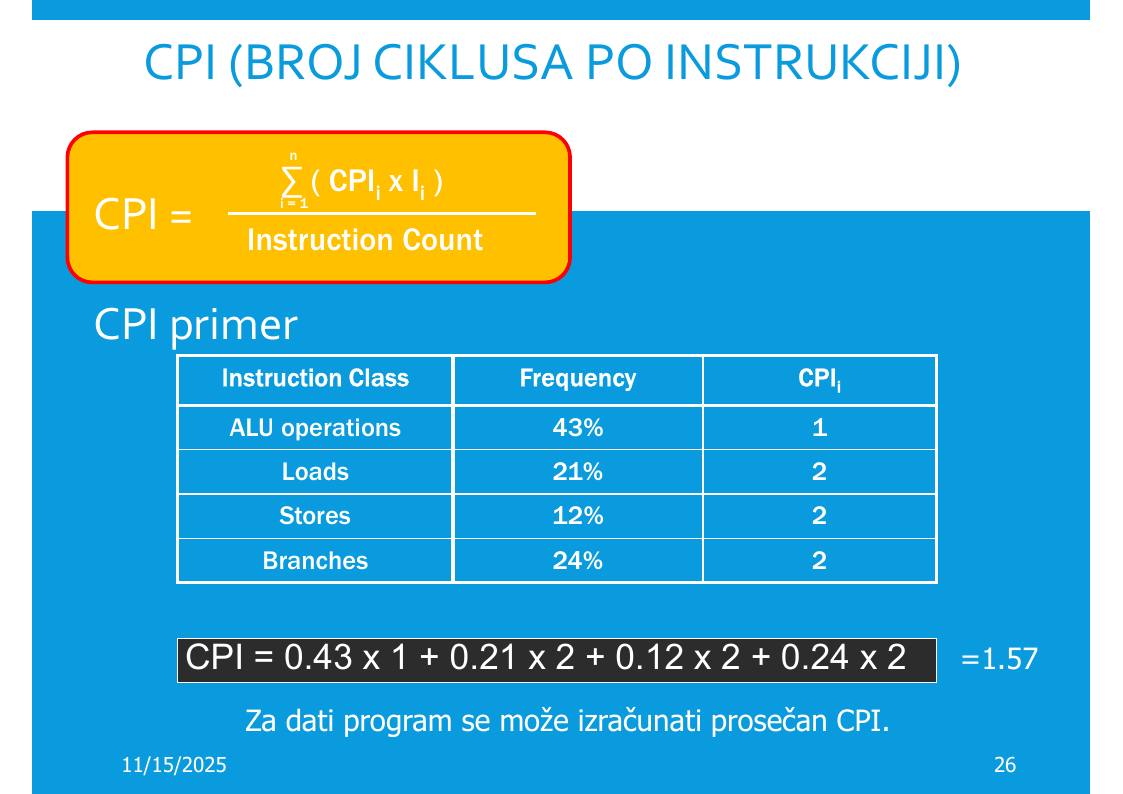 CPI (BROJ CIKLUSA PO INSTRUKCIJI)
n
∑ ( CPIi x Ii )
i = 1
CPI =
Instruction Count
CPI primer
Instruction Class Frequency CPIi
ALU operations 43% 1
Loads 21% 2
Stores 12% 2
Branches 24% 2
CPI = 0.43 x 1 + 0.21 x 2 + 0.12 x 2 + 0.24 x 2 =1.57
Za dati program se može izračunati prosečan CPI.
11/15/2025 26